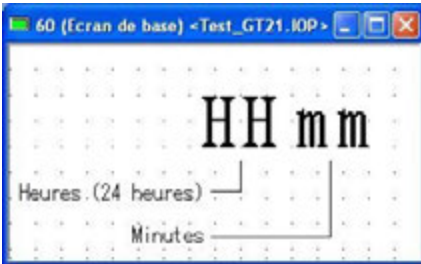 60 (Ecran de base) <Test_GT21.IOP>
HH mm
Heures (24 heures)
Minutes